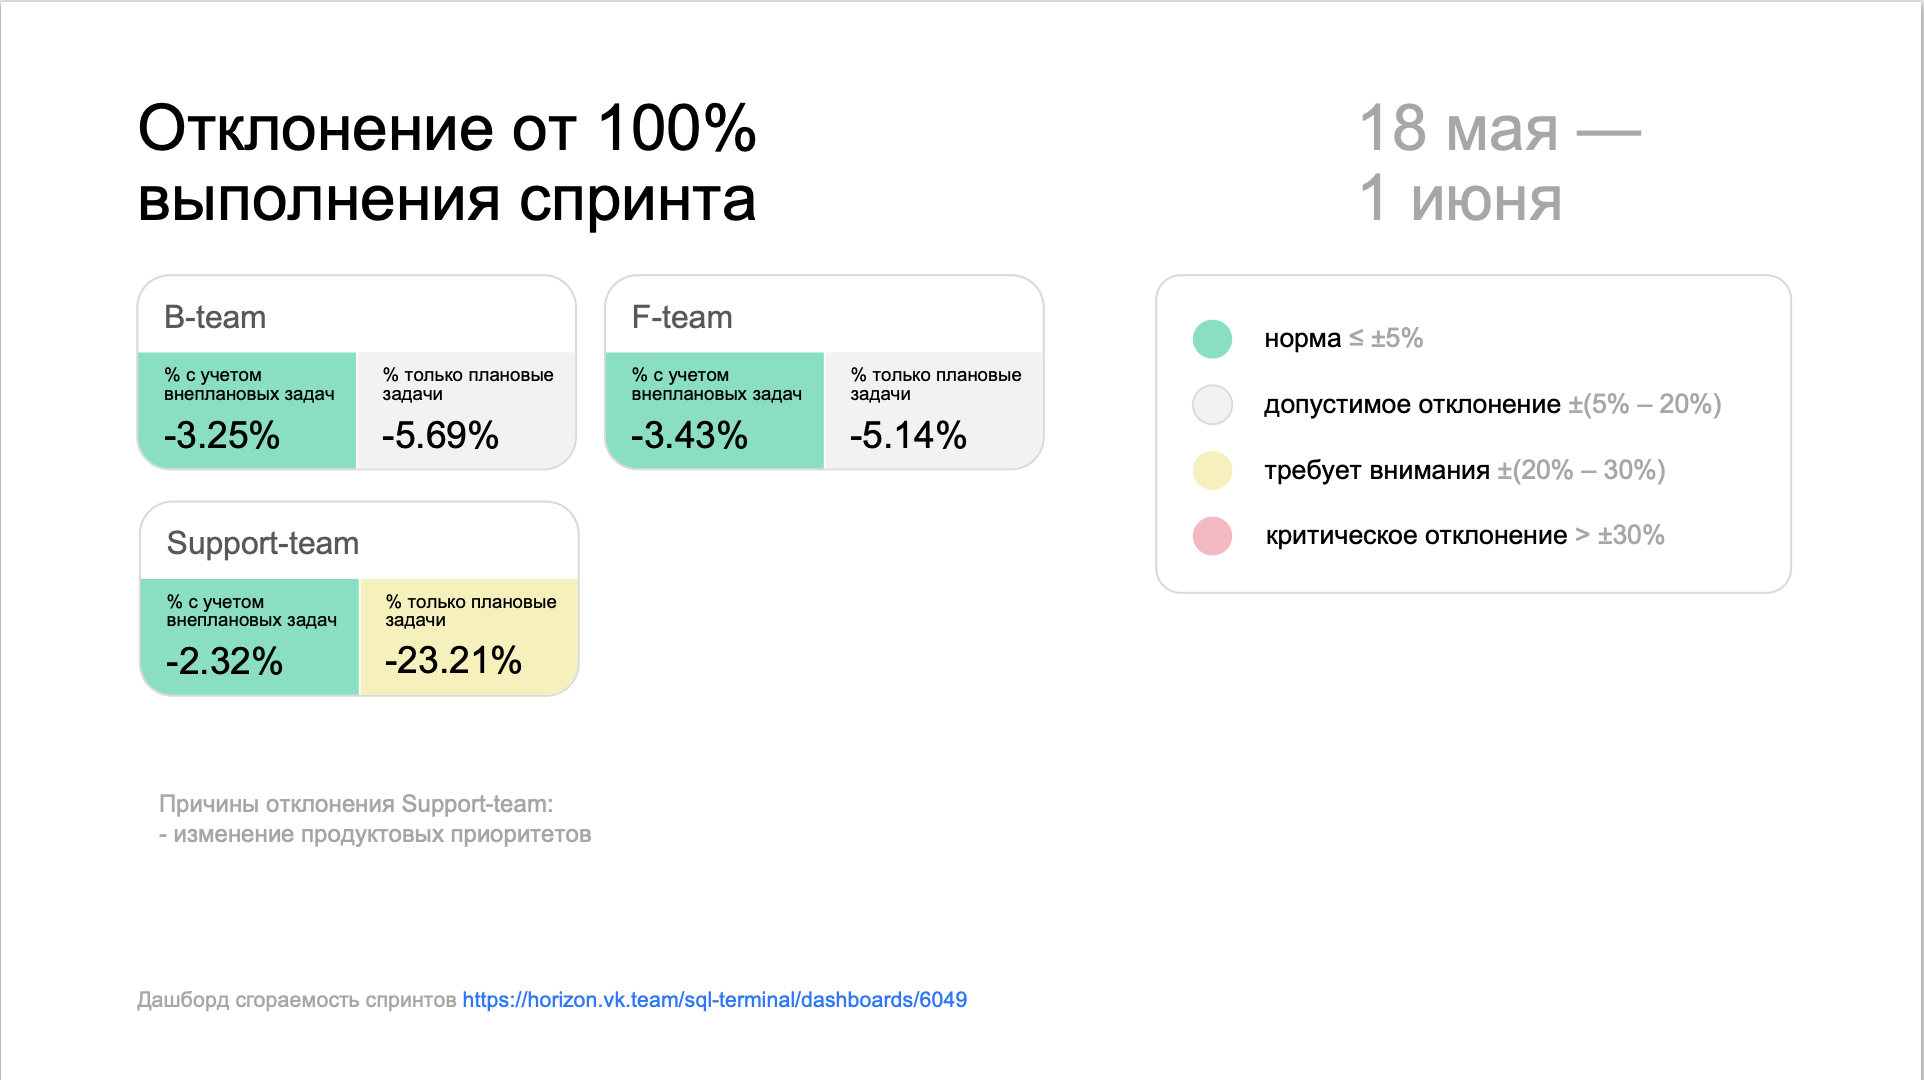 Отклонение от 100%
выполнения спринта
18 мая —
1 июня
B-team
% с учетом
внеплановых задач
-3.25%
% только плановые
задачи
-5.69%
F-team
% с учетом
внеплановых задач
-3.43%
% только плановые
задачи
-5.14%
норма ≤ ±5%
допустимое отклонение ±(5% – 20%)
требует внимания ±(20% – 30%)
критическое отклонение > ±30%
Support-team
% с учетом
внеплановых задач
-2.32%
% только плановые
задачи
-23.21%
Причины отклонения Support-team:
- изменение продуктовых приоритетов
Дашборд сгораемость спринтов https://horizon.vk.team/sql-terminal/dashboards/6049